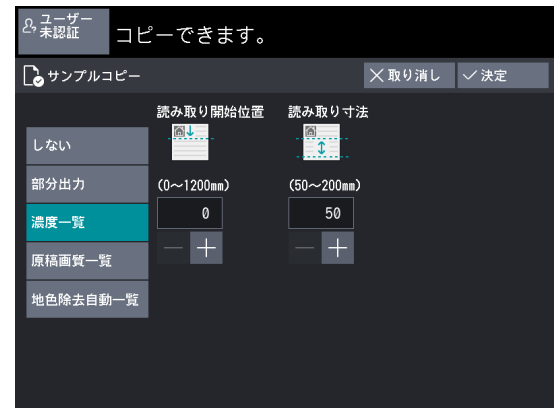 ユーザー
未認証
コピーできます。
サンプルコピー
取り消し
決定
読み取り開始位置
読み取り寸法
しない
部分出力
(0～1200mm)
(50～200mm)
濃度一覧
0
50
原稿画質一覧
地色除去自動一覧